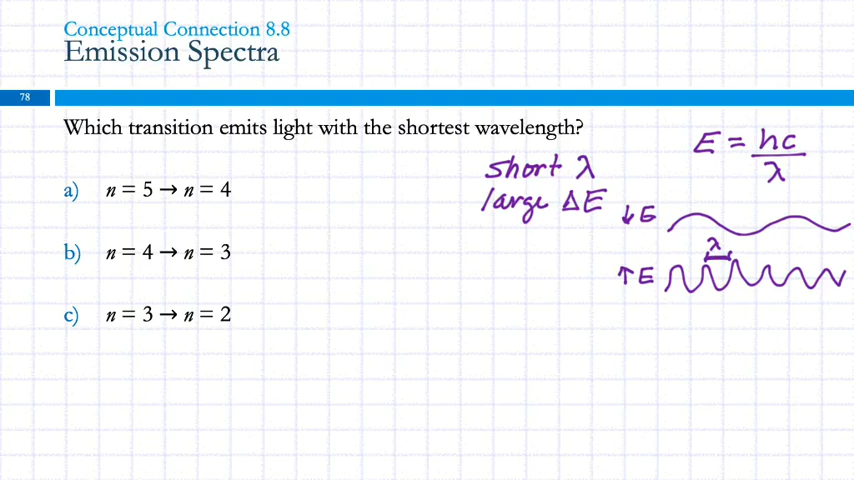 Conceptual Connection 8.8
Emission Spectra
78
Which transition emits light with the shortest wavelength?
short λ
large ΔE
E = hc/λ
a) n = 5 → n = 4
b) n = 4 → n = 3
c) n = 3 → n = 2
↓E
λ
↑E